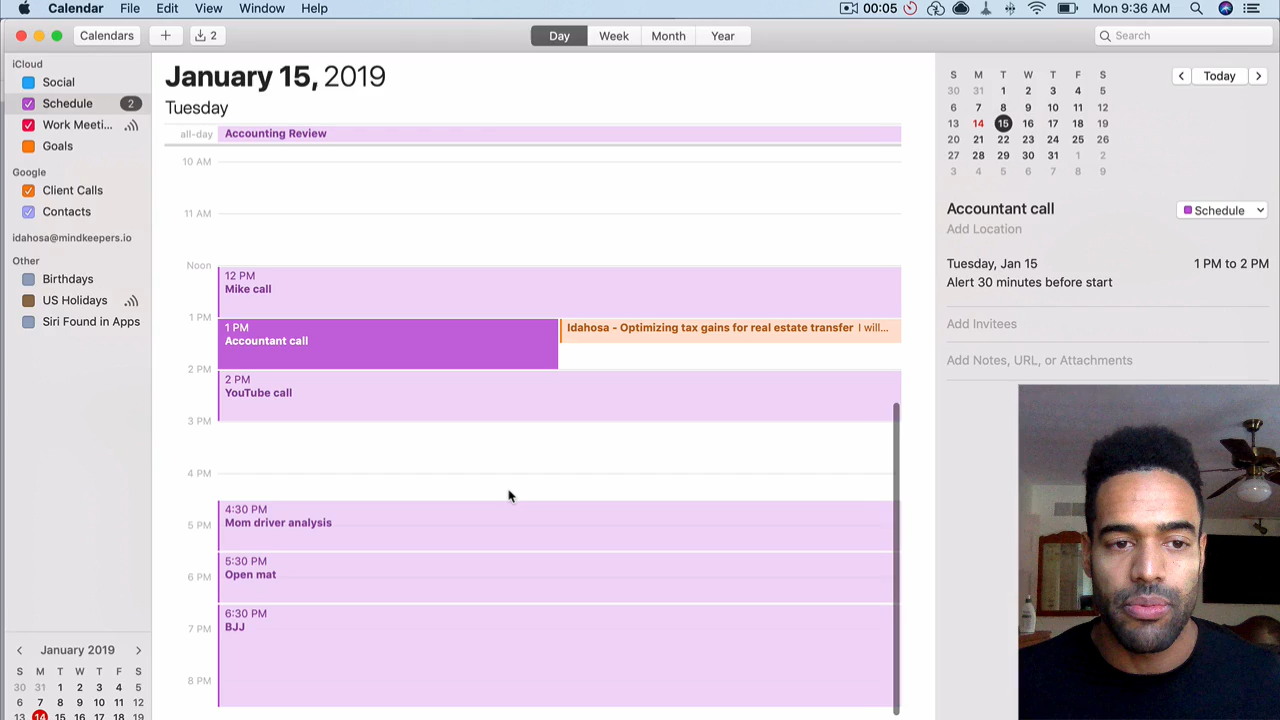 Calendar File Edit View Window Help 00:05 Mon 9:36 AM
Calendars + 2 Day Week Month Year Search
iCloud
Social
Schedule 2
Work Meeti...
Goals
Google
Client Calls
Contacts
idahosa@mindkeepers.io
Other
Birthdays
US Holidays
Siri Found in Apps
January 2019
S M T W T F S
30 31 1 2 3 4 5
6 7 8 9 10 11 12
13 14 15 16 17 18 19
January 15, 2019
Tuesday
all-day Accounting Review
10 AM
11 AM
Noon
12 PM
Mike call
1 PM
1 PM
Accountant call
Idahosa - Optimizing tax gains for real estate transfer I will...
2 PM
2 PM
YouTube call
3 PM
4 PM
4:30 PM
Mom driver analysis
5 PM
5:30 PM
Open mat
6 PM
6:30 PM
BJJ
7 PM
8 PM
S M T W T F S
30 31 1 2 3 4 5
6 7 8 9 10 11 12
13 14 15 16 17 18 19
20 21 22 23 24 25 26
27 28 29 30 31 1 2
3 4 5 6 7 8 9
Today
Accountant call
Schedule
Add Location
Tuesday, Jan 15 1 PM to 2 PM
Alert 30 minutes before start
Add Invitees
Add Notes, URL, or Attachments